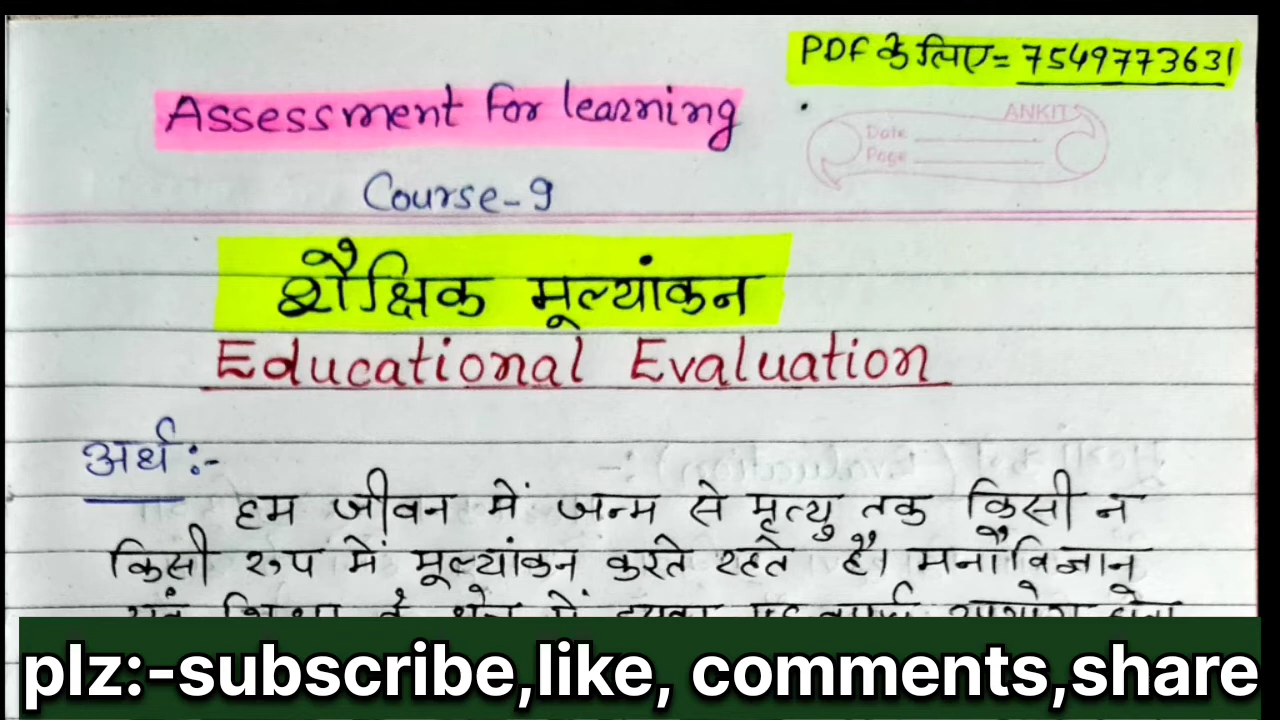 PDF के लिए= 7549773631
Assessment for learning
ANKIT
Date
Page
Course-9
शैक्षिक मूल्यांकन
Educational Evaluation
अर्थ:-
हम जीवन में जन्म से मृत्यु तक किसी न
किसी रूप में मूल्यांकन करते रहते हैं। मनोविज्ञान
plz:-subscribe,like, comments,share